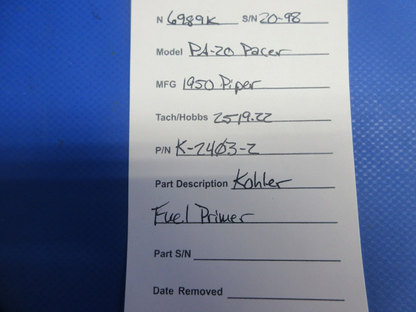 N 6989K S/N 20-98
Model PA-20 Pacer
MFG 1950 Piper
Tach/Hobbs 2519.22
P/N K-2403-2
Part Description Kohler
Fuel Primer
Part S/N
Date Removed